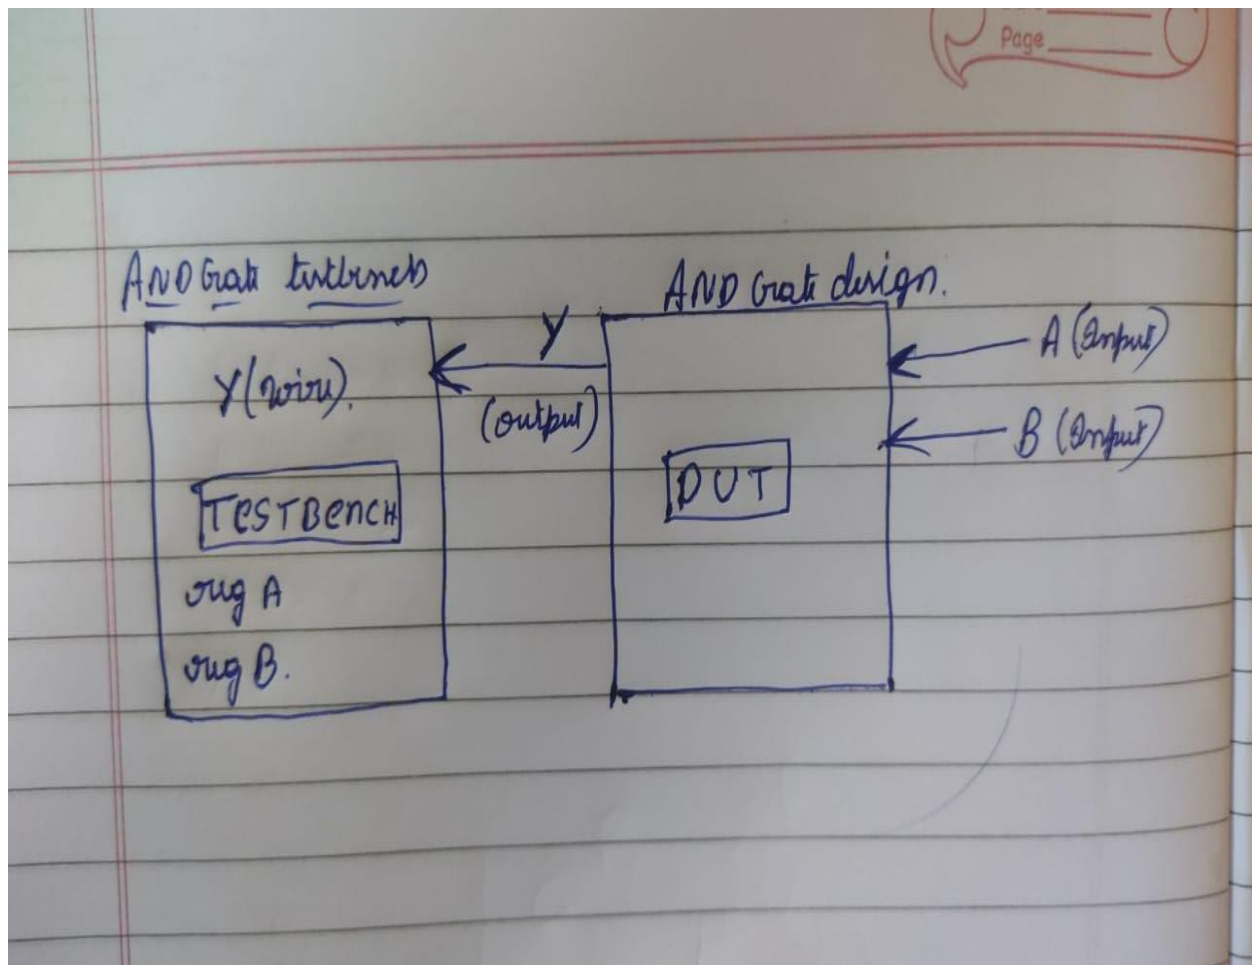 Page
AND Gate testbench
AND Gate design.
Y
A (Input)
Y (wire).
(output)
B (Input)
DUT
TESTBENCH
reg A
reg B.